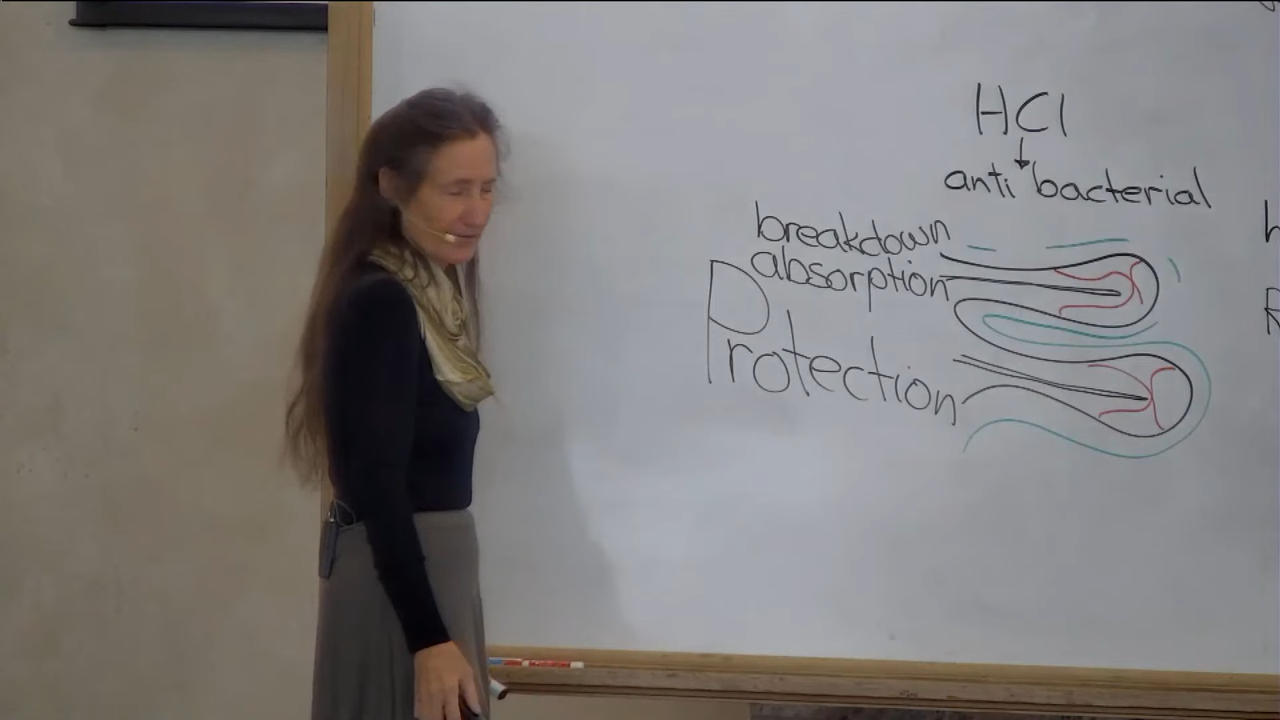 HCl
anti bacterial
breakdown
absorption
Protection